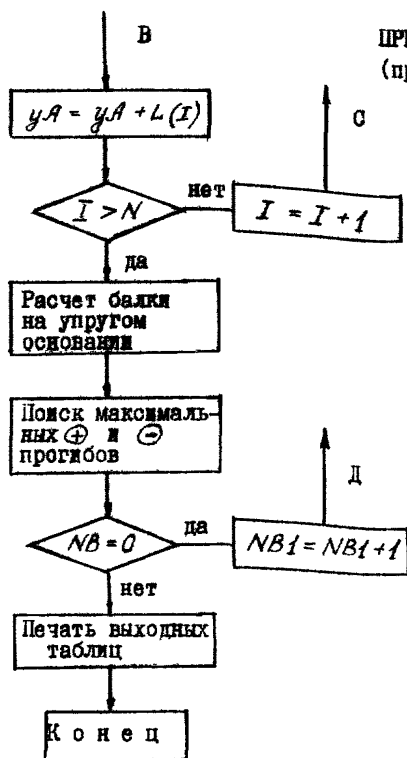 В
ПРИ
(пр
С
yA = yA + L(I)
I > N
нет
I = I + 1
да
Расчет балки
на упругом
основании
Поиск максималь-
ных ⊕ и ⊖
прогибов
Д
NB = 0
да
NB1 = NB1 + 1
нет
Печать выходных
таблиц
Конец